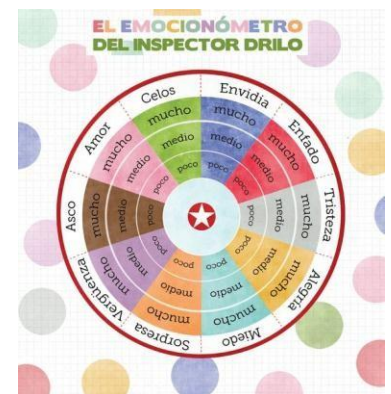 EL EMOCIONÓMETRO
DEL INSPECTOR DRILO
Celos
mucho
medio
poco
Envidia
mucho
medio
poco
Enfado
mucho
medio
poco
Tristeza
mucho
medio
poco
Alegría
mucho
medio
poco
Miedo
mucho
medio
poco
Sorpresa
mucho
medio
poco
Vergüenza
mucho
medio
poco
Asco
mucho
medio
poco
Amor
mucho
medio
poco